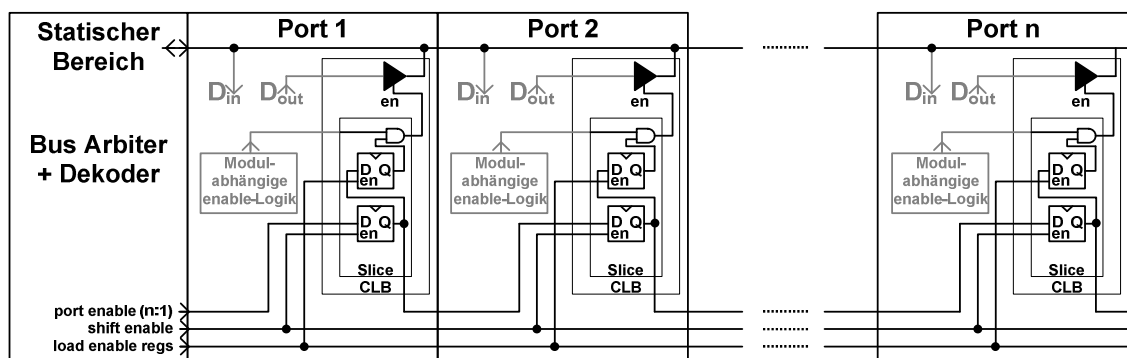 Statischer
Bereich
Bus Arbiter
+ Dekoder
port enable (n:1)
shift enable
load enable regs
Port 1
Din
Dout
en
Modul-
abhängige
enable-Logik
D Q
en
D Q
en
Slice
CLB
Port 2
Din
Dout
en
Modul-
abhängige
enable-Logik
D Q
en
D Q
en
Slice
CLB
Port n
Din
Dout
en
Modul-
abhängige
enable-Logik
D Q
en
D Q
en
Slice
CLB